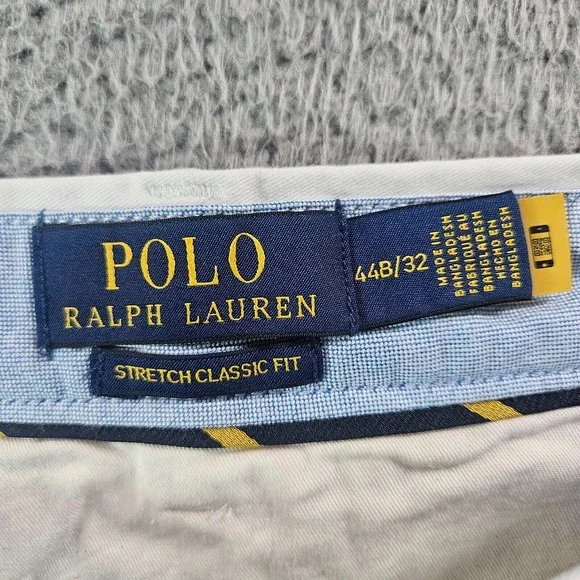 POLO
RALPH LAUREN
STRETCH CLASSIC FIT
44B/32
MADE IN
BANGLADESH
FABRIQUÉ AU
BANGLADESH
HECHO EN
BANGLADESH